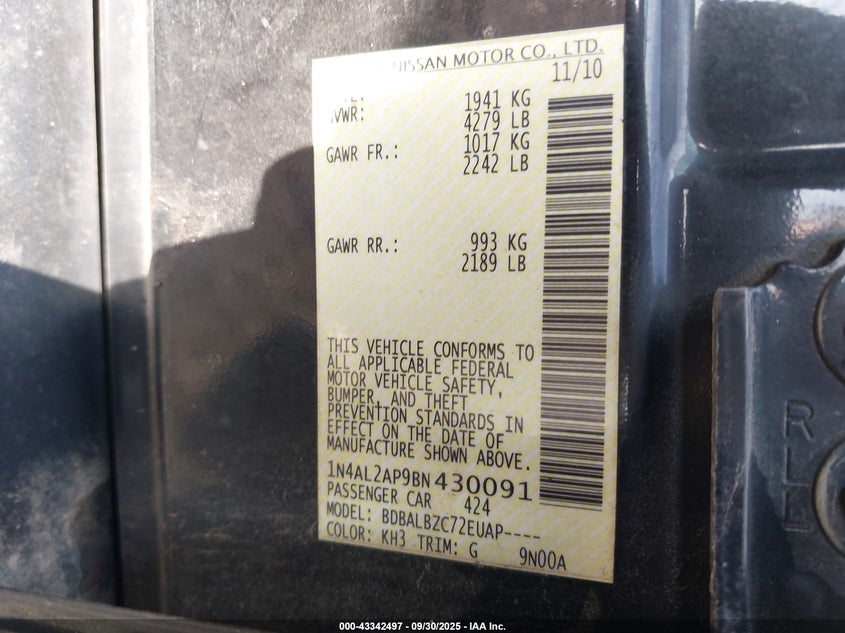 NISSAN MOTOR CO., LTD.
11/10
GVWR: 1941 KG
4279 LB
GAWR FR.: 1017 KG
2242 LB
GAWR RR.: 993 KG
2189 LB
THIS VEHICLE CONFORMS TO
ALL APPLICABLE FEDERAL
MOTOR VEHICLE SAFETY,
BUMPER, AND THEFT
PREVENTION STANDARDS IN
EFFECT ON THE DATE OF
MANUFACTURE SHOWN ABOVE.
1N4AL2AP9BN430091
PASSENGER CAR 424
MODEL: BDBALBZC72EUAP----
COLOR: KH3 TRIM: G 9N00A
RLL
000-43342497 - 09/30/2025 - IAA Inc.